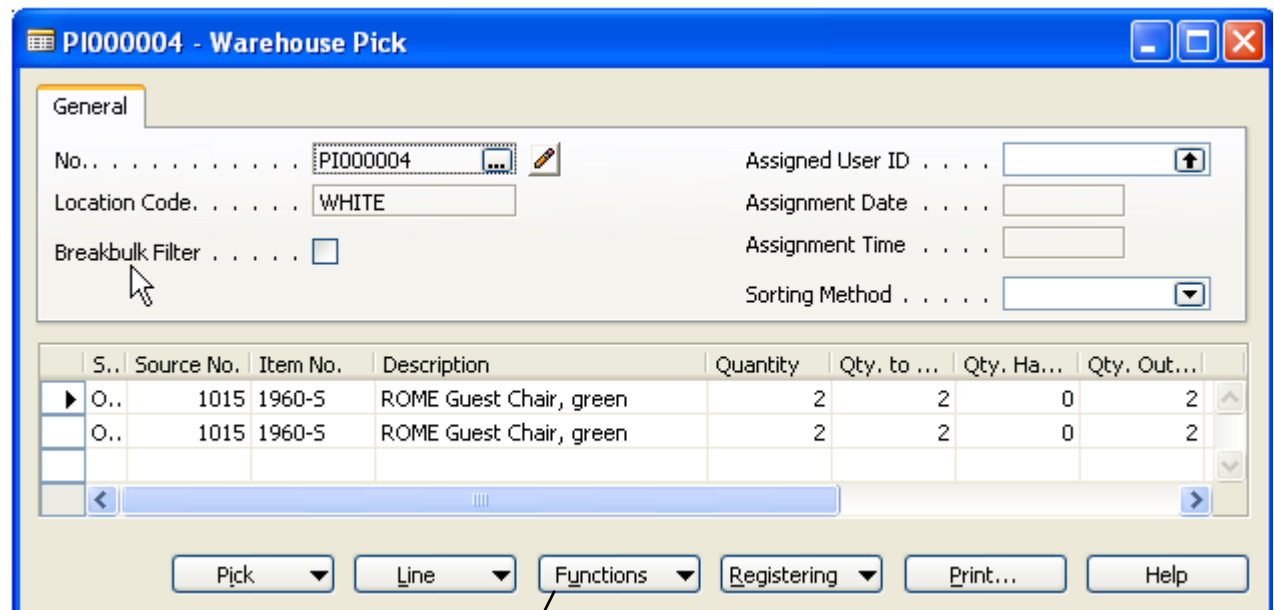 PI000004 - Warehouse Pick
General
No.. . . . . . . . . . . . PI000004 ... Assigned User ID . . . .
Location Code. . . . . . WHITE Assignment Date . . . .
Breakbulk Filter . . . . . Assignment Time . . . .
Sorting Method . . . . .
S.. Source No. Item No. Description Quantity Qty. to ... Qty. Ha... Qty. Out...
O.. 1015 1960-S ROME Guest Chair, green 2 2 0 2
O.. 1015 1960-S ROME Guest Chair, green 2 2 0 2
Pick Line Functions Registering Print... Help